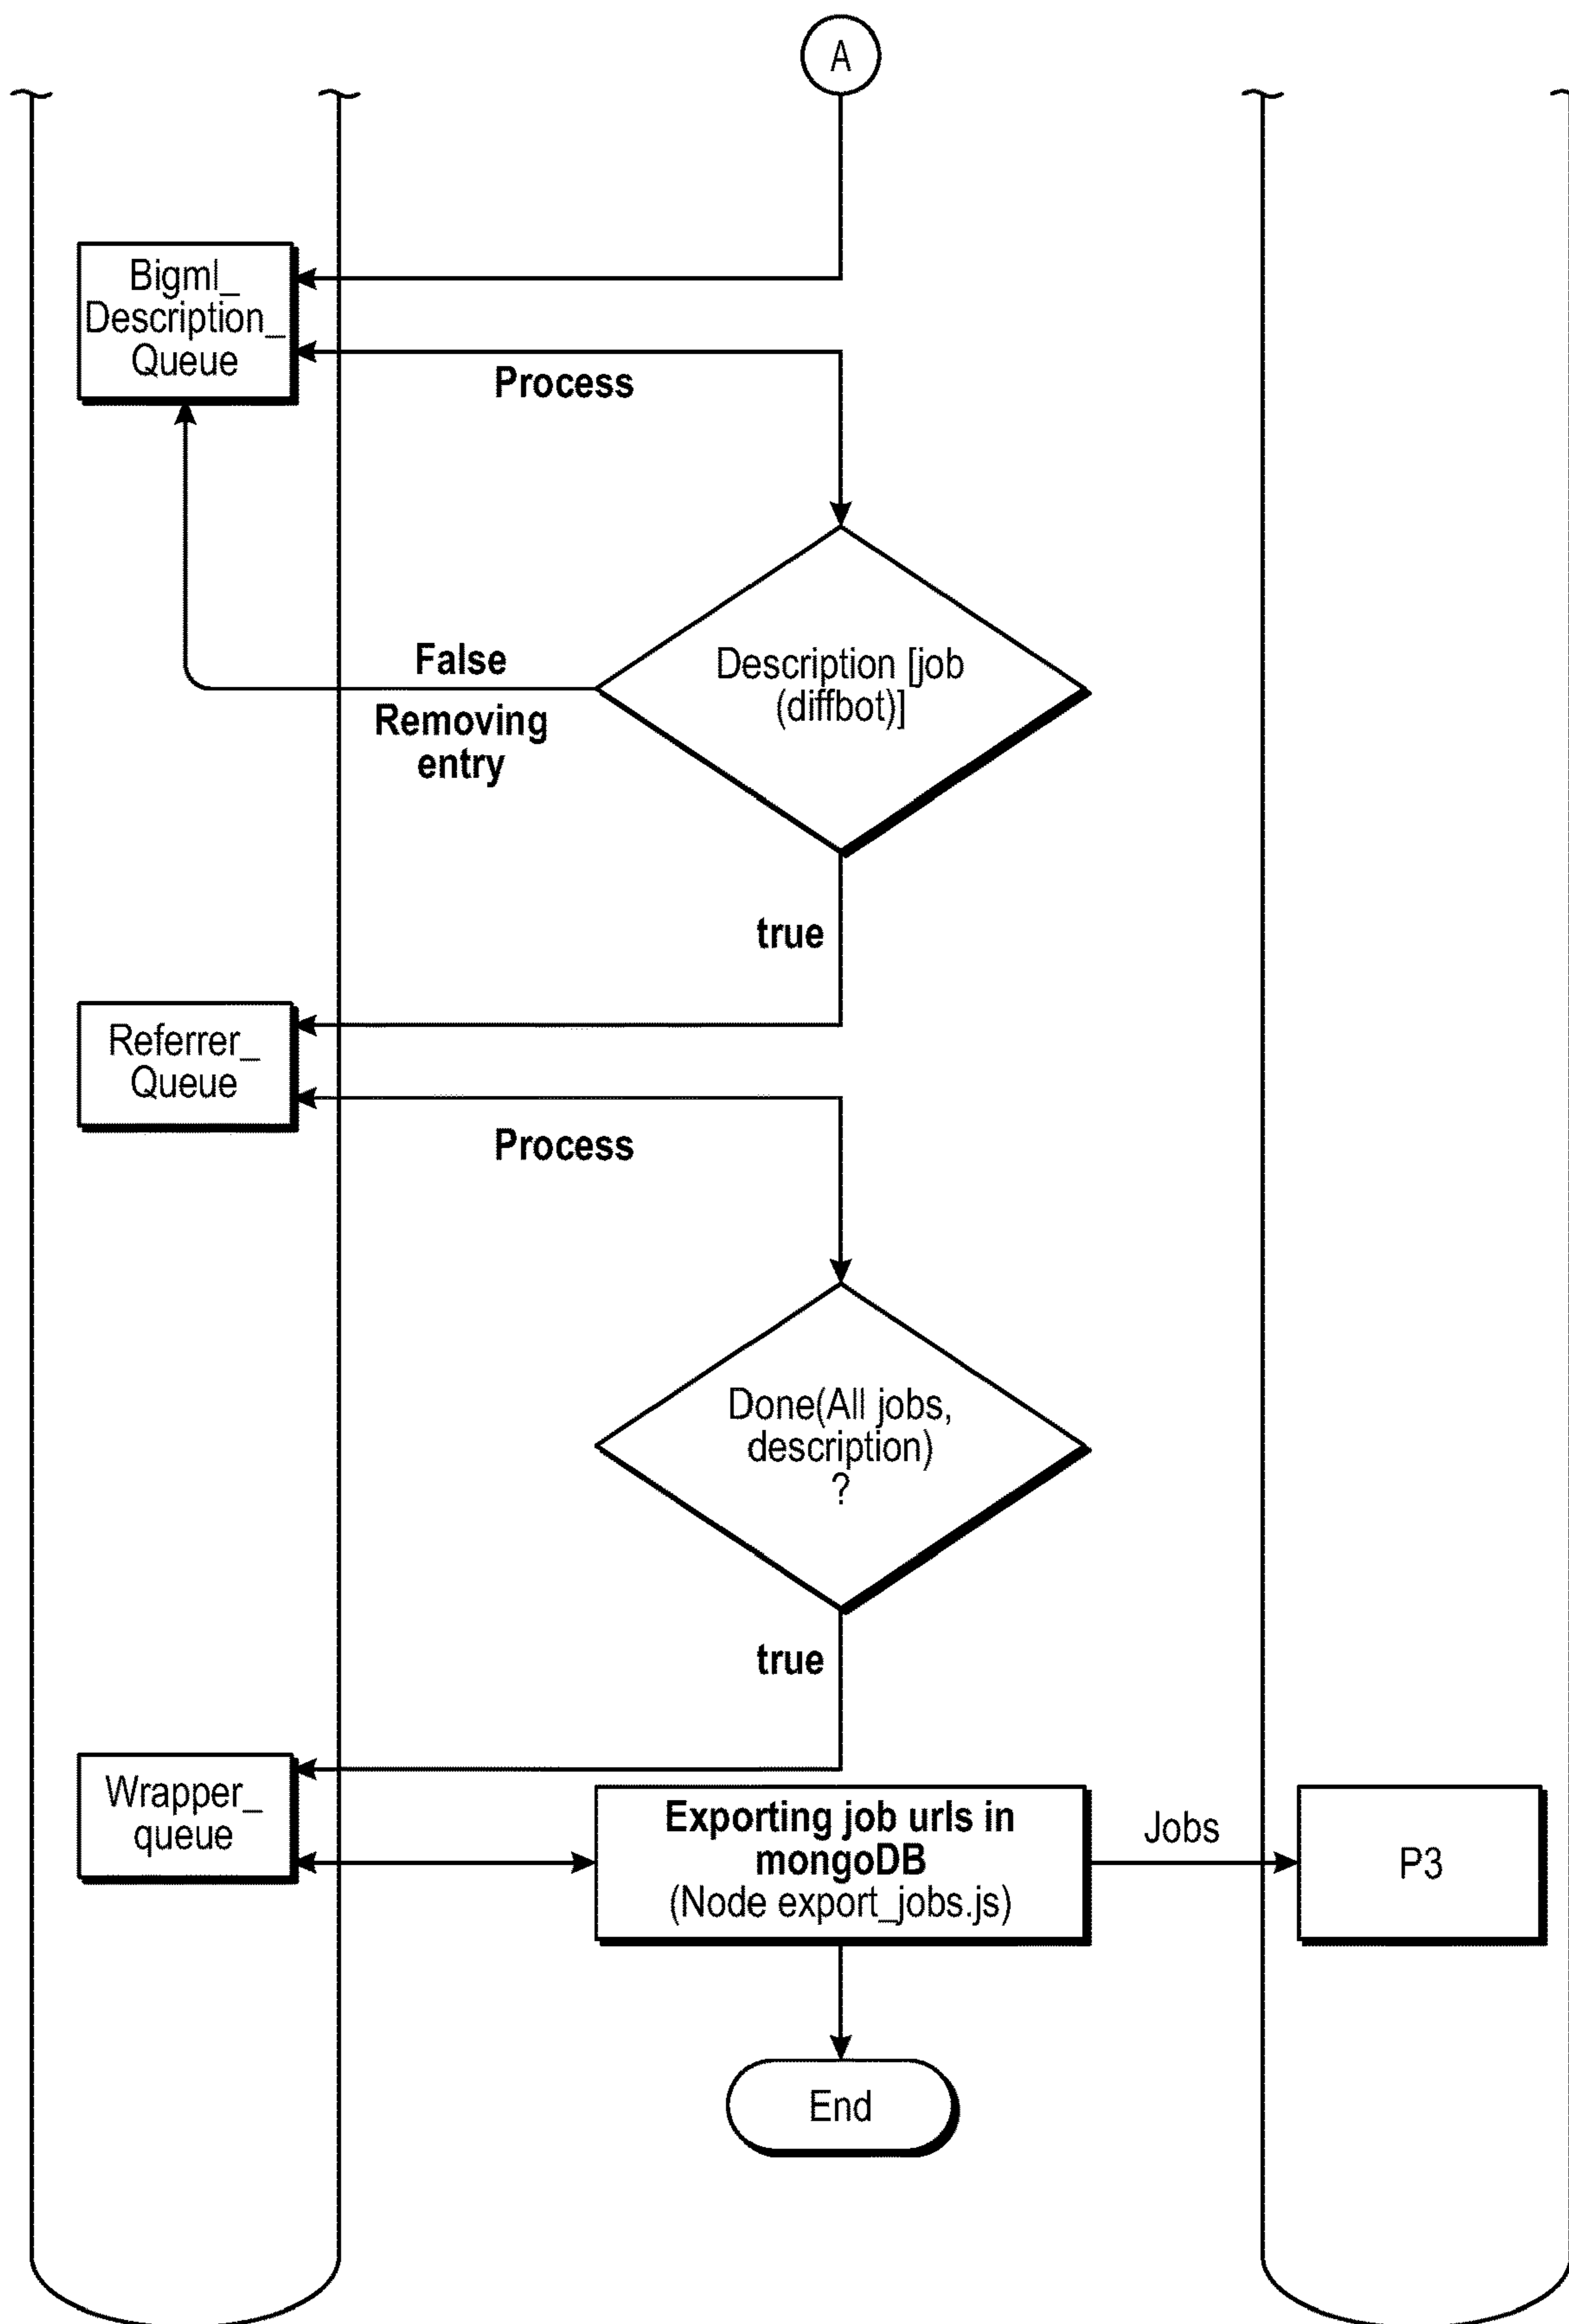 A
Bigml_
Description_
Queue
Process
False
Removing
entry
Description [job
(diffbot)]
true
Referrer_
Queue
Process
Done(All jobs,
description)
?
true
Wrapper_
queue
Exporting job urls in
mongoDB
(Node export_jobs.js)
Jobs
P3
End